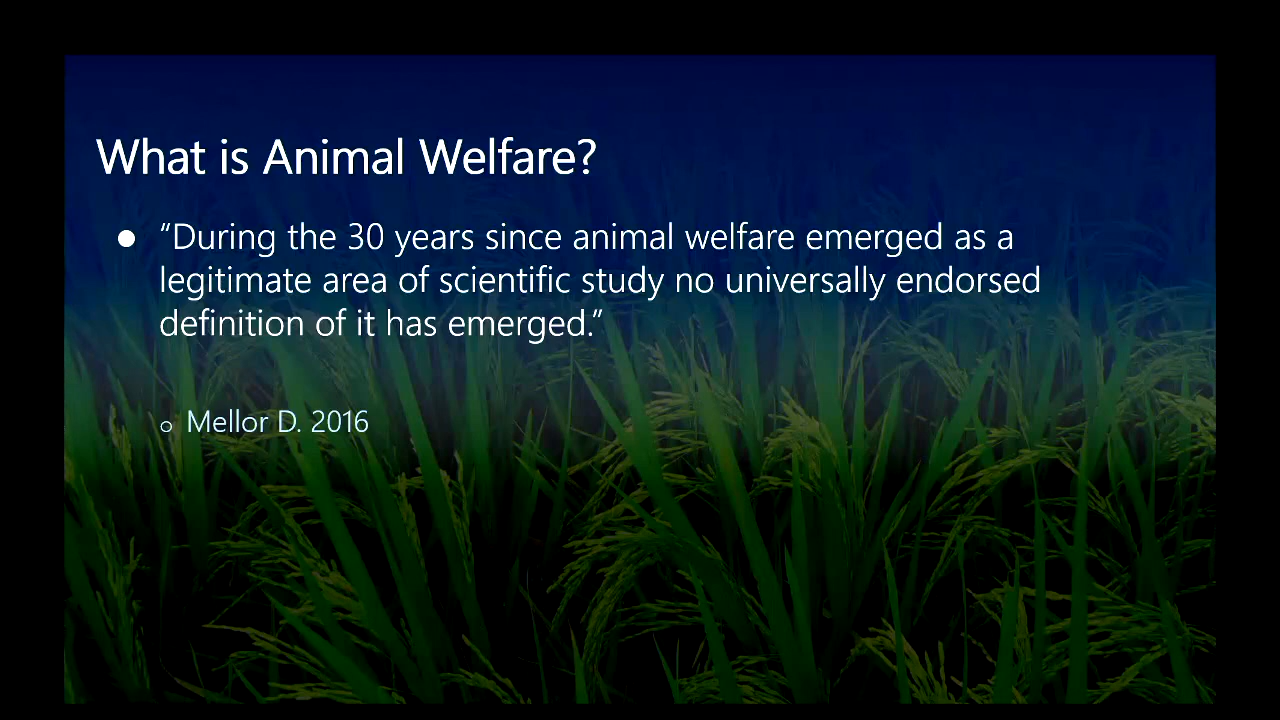 What is Animal Welfare?
● “During the 30 years since animal welfare emerged as a
legitimate area of scientific study no universally endorsed
definition of it has emerged.”
o Mellor D. 2016